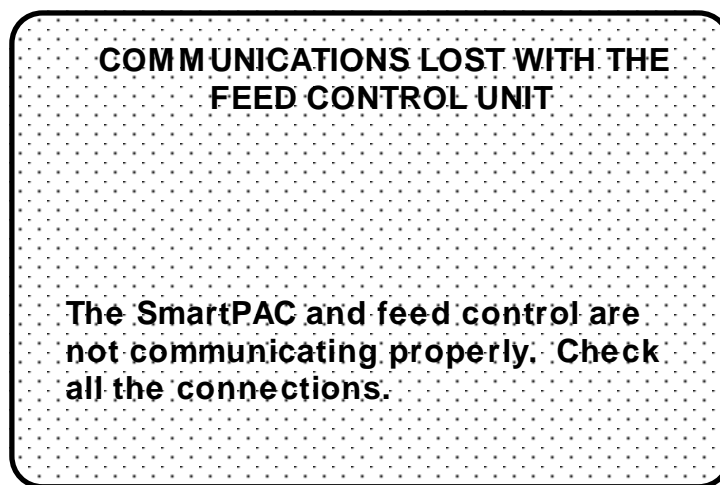 COMMUNICATIONS LOST WITH THE
FEED CONTROL UNIT
The SmartPAC and feed control are
not communicating properly. Check
all the connections.